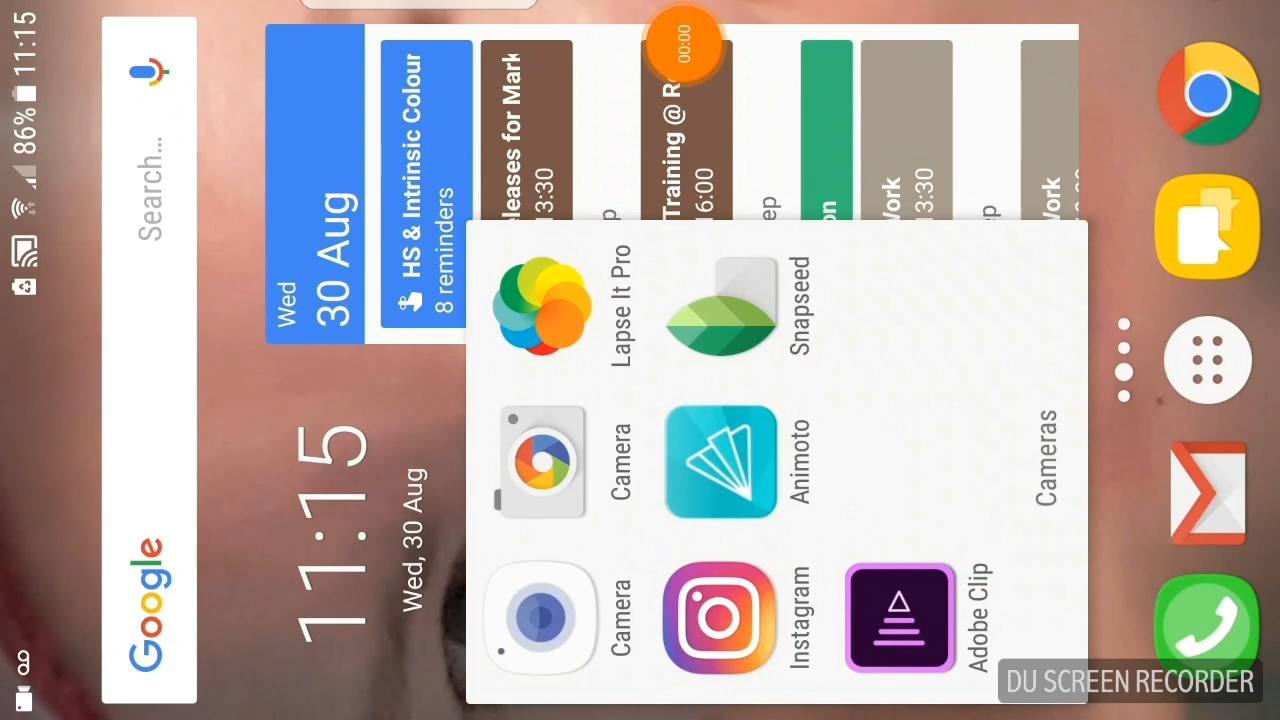 11:15
86%
Google
Search...
11:15
Wed, 30 Aug
Wed
30 Aug
HS & Intrinsic Colour
8 reminders
eleases for Mark
13:30
Training @ R
16:00
on
Work
13:30
Work
00:00
Camera
Camera
Lapse It Pro
Instagram
Animoto
Snapseed
Adobe Clip
Cameras
DU SCREEN RECORDER